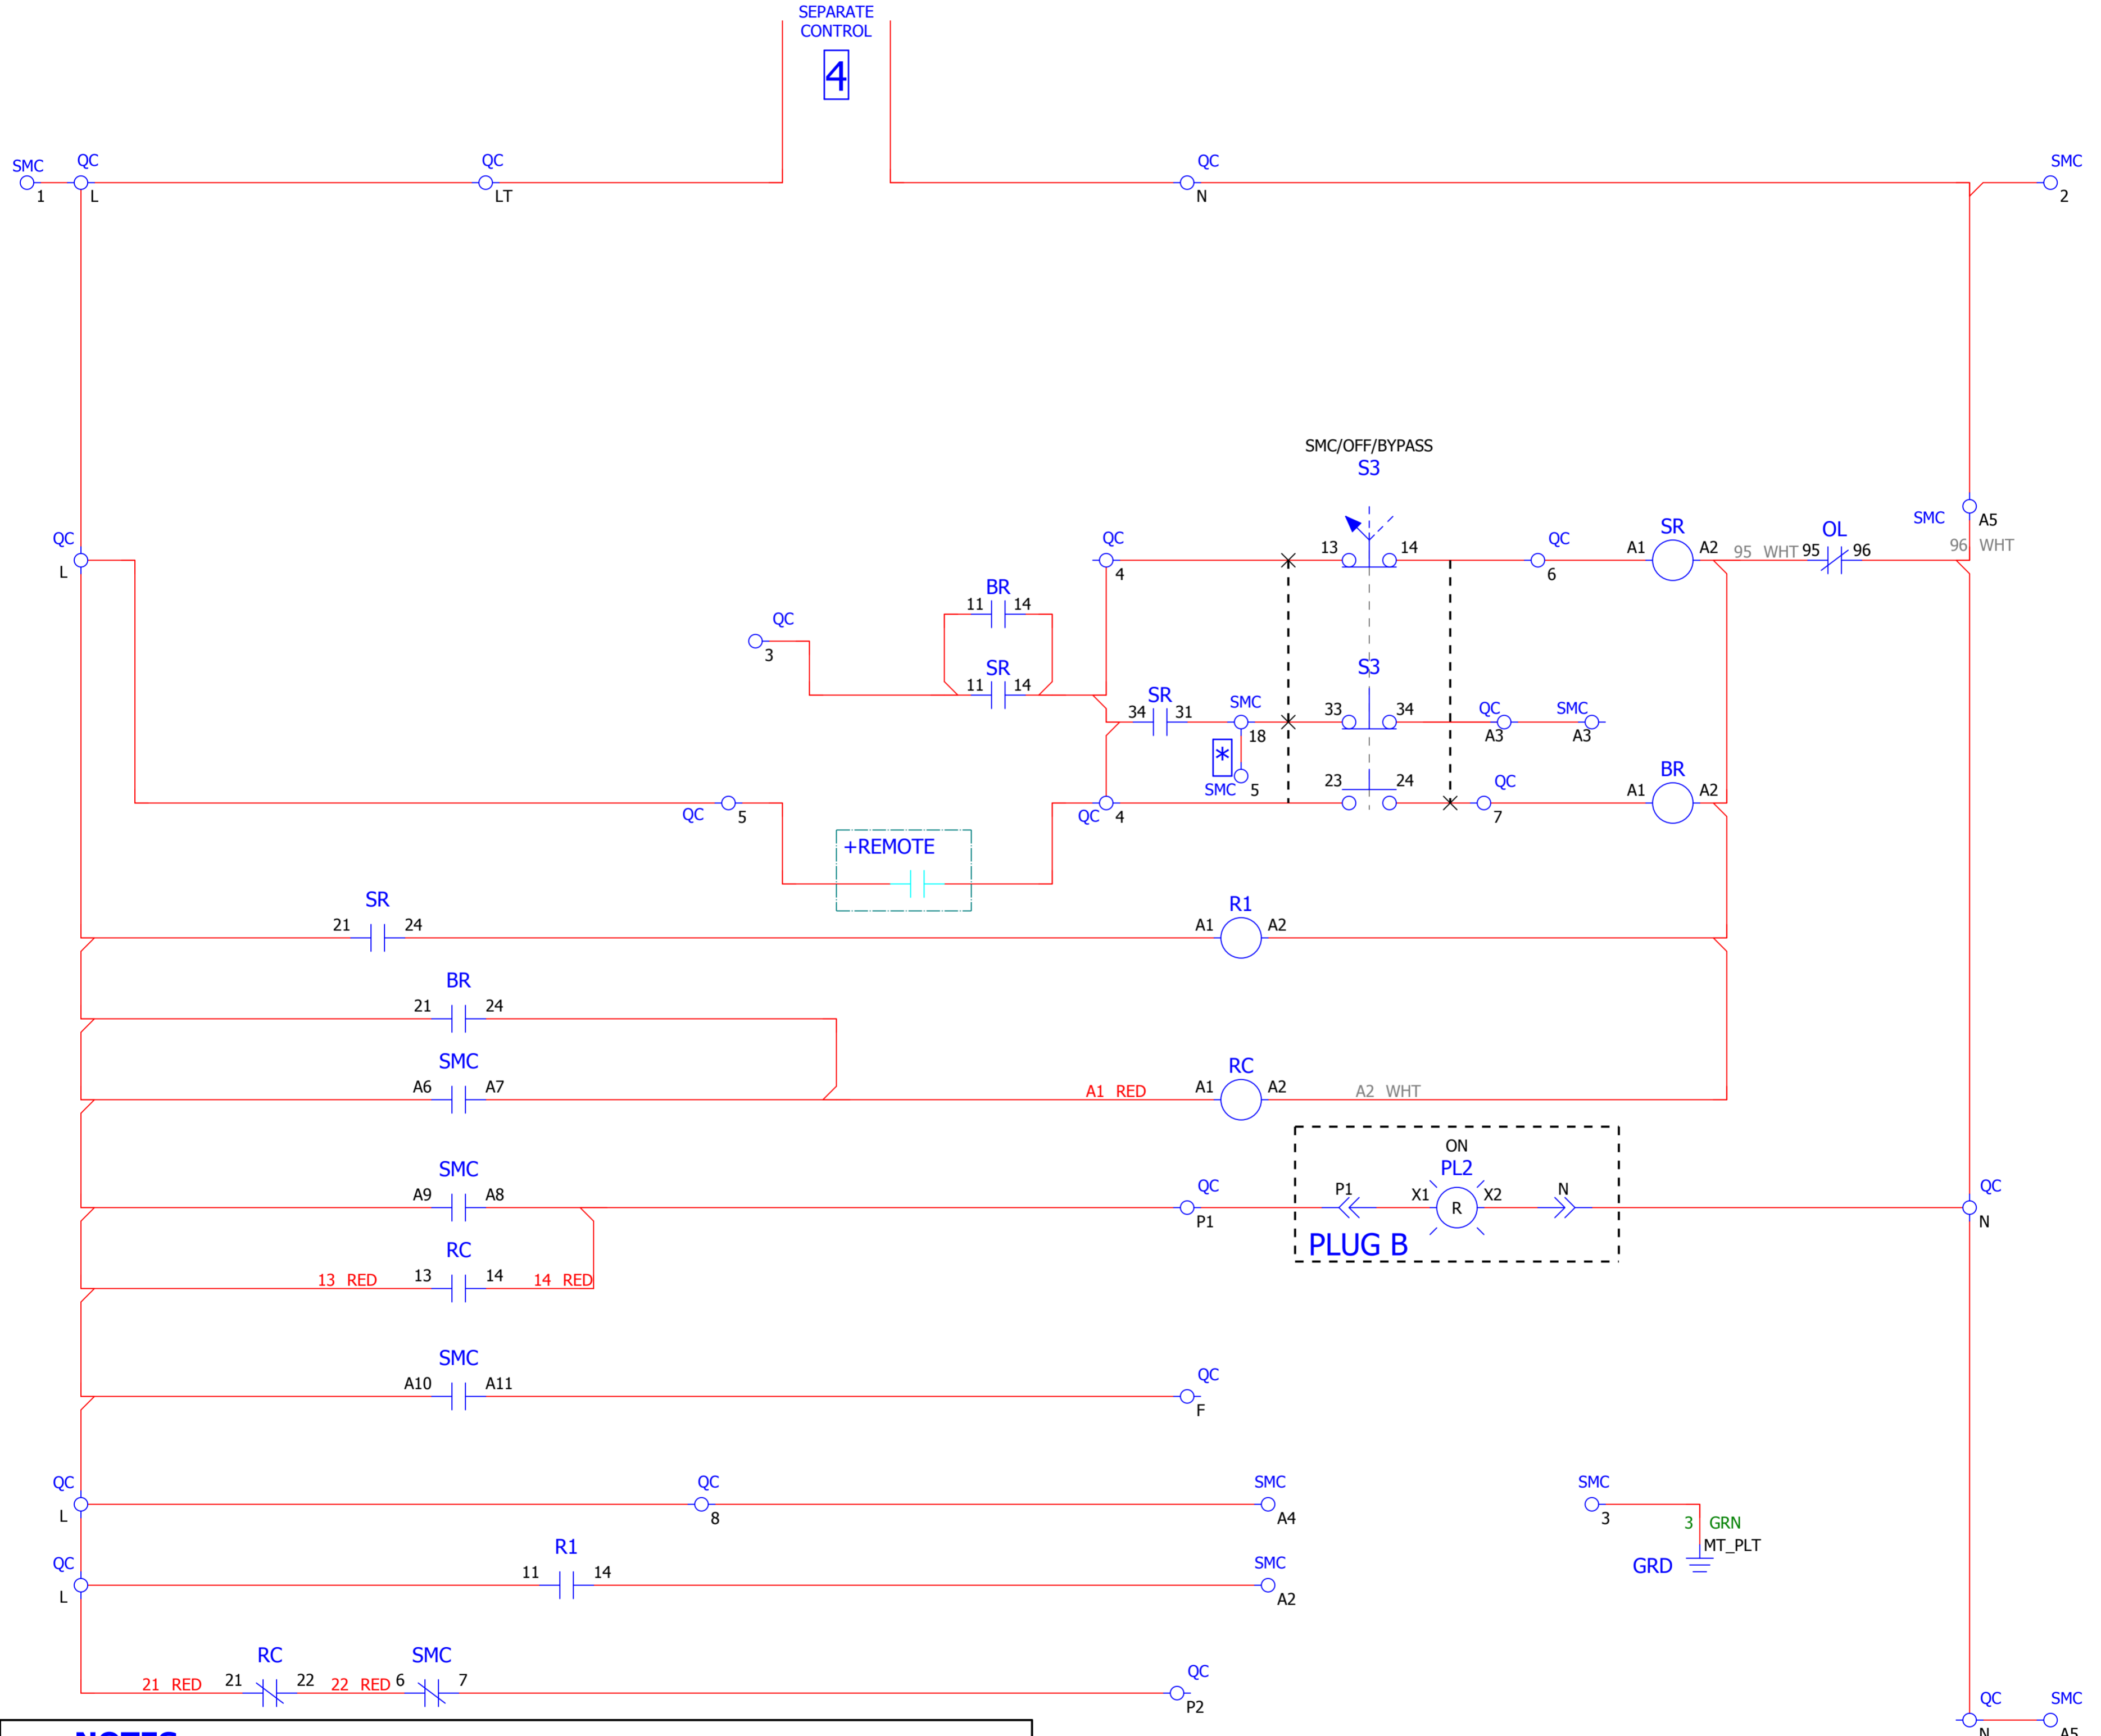 SEPARATE
CONTROL
4
SMC QC QC QC SMC
1 L LT N 2
SMC/OFF/BYPASS
S3
QC QC 13 14 QC SR OL SMC A5
L 4 6 A1 A2 95 WHT 95 96 96 WHT
BR
11 14
QC
3
SR S3
11 14
SR SMC 33 34 QC SMC
34 31 18 A3 A3
* SMC 5
23 24 QC BR
QC 5 QC 4 7 A1 A2
+REMOTE
SR R1
21 24 A1 A2
BR
21 24
SMC RC
A6 A7 A1 RED A1 A2 A2 WHT
ON
SMC QC PL2 QC
A9 A8 P1 P1 X1 R X2 N N
RC PLUG B
13 RED 13 14 14 RED
SMC QC
A10 A11 F
QC QC SMC SMC
L 8 A4 3 3 GRN
MT_PLT
QC R1 SMC GRD
L 11 14 A2
RC SMC QC
21 RED 21 22 22 RED 6 7 P2
QC SMC
N A5
NOTES